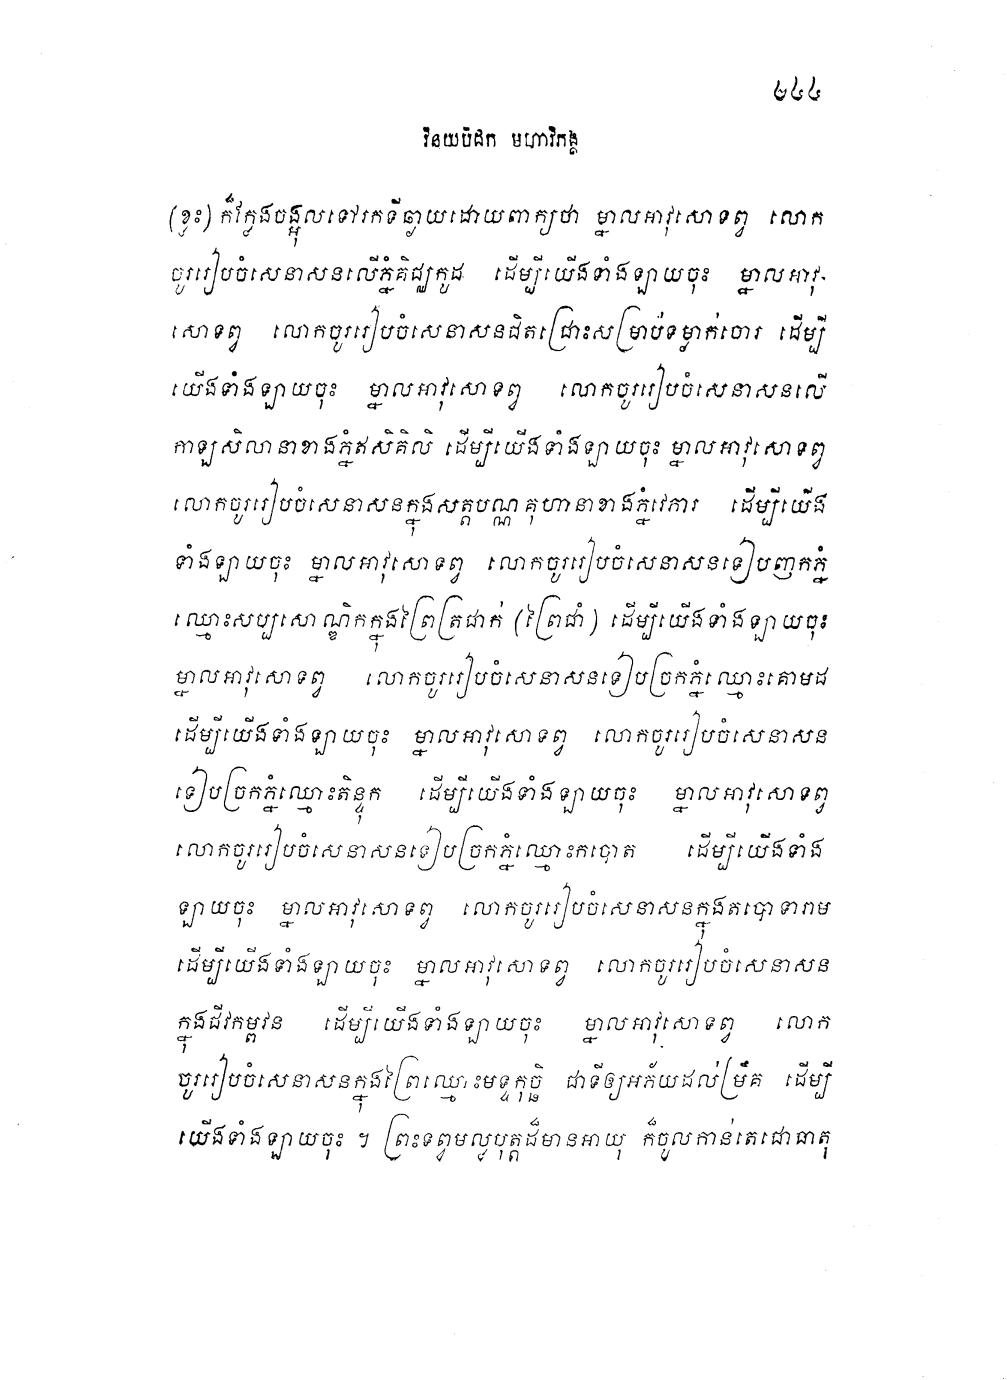 ២៤៤
វិនយបិដក មហាវិភង្គ
(ខ្លះ) ក៏ក្លែងចង្អុលទៅរកទីឆ្ងាយដោយពាក្យថា ម្នាលអាវុសោទព្វ លោក
ចូររៀបចំសេនាសនលើភ្នំគិជ្ឈកូដ ដើម្បីយើងទាំងឡាយចុះ ម្នាលអាវុ-
សោទព្វ លោកចូររៀបចំសេនាសនជិតជ្រោះសម្រាប់ទម្លាក់ចោរ ដើម្បី
យើងទាំងឡាយចុះ ម្នាលអាវុសោទព្វ លោកចូររៀបចំសេនាសនលើ
កាឡសិលានាខាងភ្នំឥសិគិលិ ដើម្បីយើងទាំងឡាយចុះ ម្នាលអាវុសោទព្វ
លោកចូររៀបចំសេនាសនក្នុងសត្តបណ្ណគុហានាខាងភ្នំវេភារ ដើម្បីយើង
ទាំងឡាយចុះ ម្នាលអាវុសោទព្វ លោកចូររៀបចំសេនាសនទៀបញកភ្នំ
ឈ្មោះសប្បសោណ្ឌិកក្នុងព្រៃត្រជាក់ (ព្រៃជាំ) ដើម្បីយើងទាំងឡាយចុះ
ម្នាលអាវុសោទព្វ លោកចូររៀបចំសេនាសនទៀបច្រកភ្នំឈ្មោះគោមដ
ដើម្បីយើងទាំងឡាយចុះ ម្នាលអាវុសោទព្វ លោកចូររៀបចំសេនាសន
ទៀបច្រកភ្នំឈ្មោះតិន្ទុក ដើម្បីយើងទាំងឡាយចុះ ម្នាលអាវុសោទព្វ
លោកចូររៀបចំសេនាសនទៀបច្រកភ្នំឈ្មោះកបោត ដើម្បីយើងទាំង
ឡាយចុះ ម្នាលអាវុសោទព្វ លោកចូររៀបចំសេនាសនក្នុងតបោទារាម
ដើម្បីយើងទាំងឡាយចុះ ម្នាលអាវុសោទព្វ លោកចូររៀបចំសេនាសន
ក្នុងជីវកម្ពវន ដើម្បីយើងទាំងឡាយចុះ ម្នាលអាវុសោទព្វ លោក
ចូររៀបចំសេនាសនក្នុងព្រៃឈ្មោះមទ្ទកុច្ឆិ ជាទីឲ្យអភ័យដល់ម្រឹគ ដើម្បី
យើងទាំងឡាយចុះ ។ ព្រះទព្វមល្លបុត្តដ៏មានអាយុ ក៏ចូលកាន់តេជោធាតុ